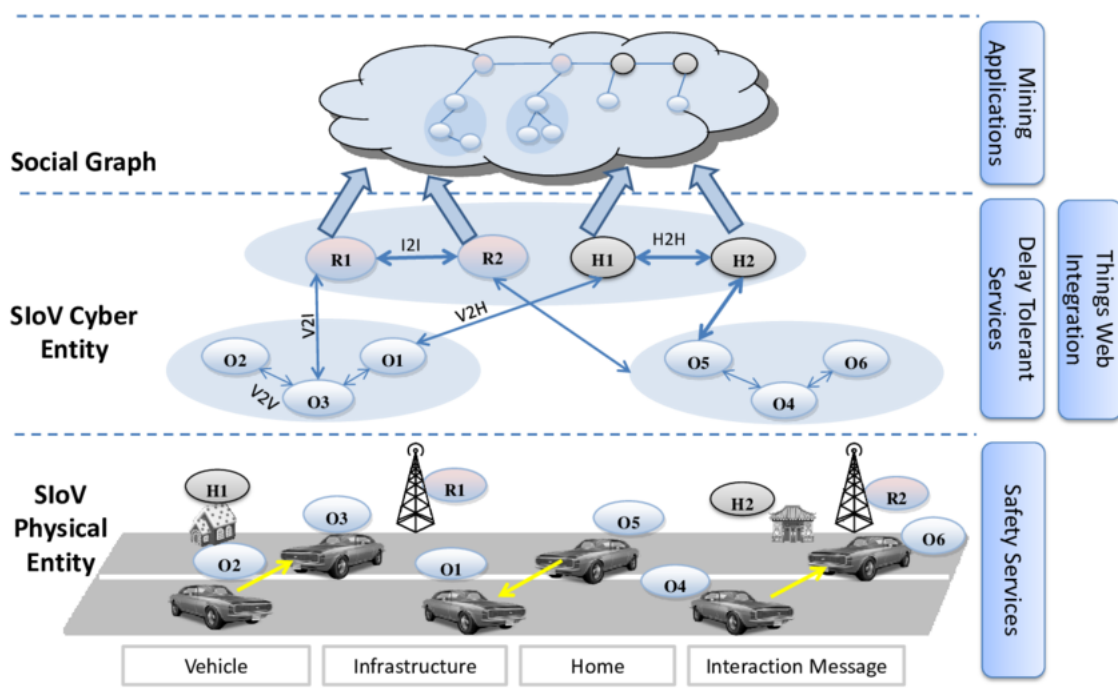 Mining
Applications
Social Graph
I2I
H2H
R1
R2
H1
H2
Delay Tolerant
Services
Things Web
Integration
V2H
V2I
SIoV Cyber
Entity
O2
O1
O5
O6
V2V
O3
O4
SIoV
Physical
Entity
H1
R1
H2
R2
O3
O5
O6
O2
O1
O4
Safety Services
Vehicle
Infrastructure
Home
Interaction Message